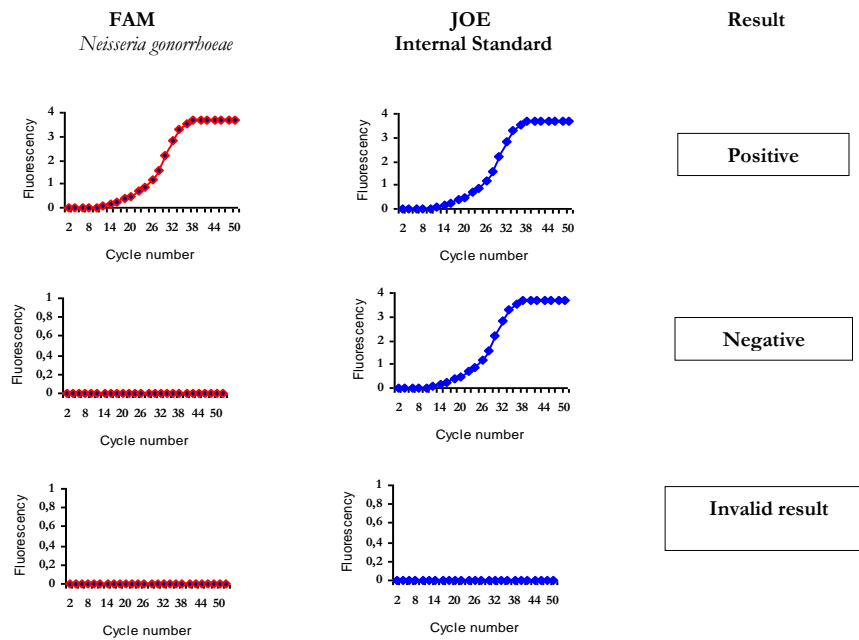 FAM
Neisseria gonorrhoeae
JOE
Internal Standard
Result
Fluorescency
4
3
2
1
0
2 8 14 20 26 32 38 44 50
Cycle number
Fluorescency
4
3
2
1
0
2 8 14 20 26 32 38 44 50
Cycle number
Positive
Fluorescency
1
0,8
0,6
0,4
0,2
0
2 8 14 20 26 32 38 44 50
Cycle number
Fluorescency
4
3
2
1
0
2 8 14 20 26 32 38 44 50
Cycle number
Negative
Fluorescency
1
0,8
0,6
0,4
0,2
0
2 8 14 20 26 32 38 44 50
Cycle number
Fluorescency
1
0,8
0,6
0,4
0,2
0
2 8 14 20 26 32 38 44 50
Cycle number
Invalid result